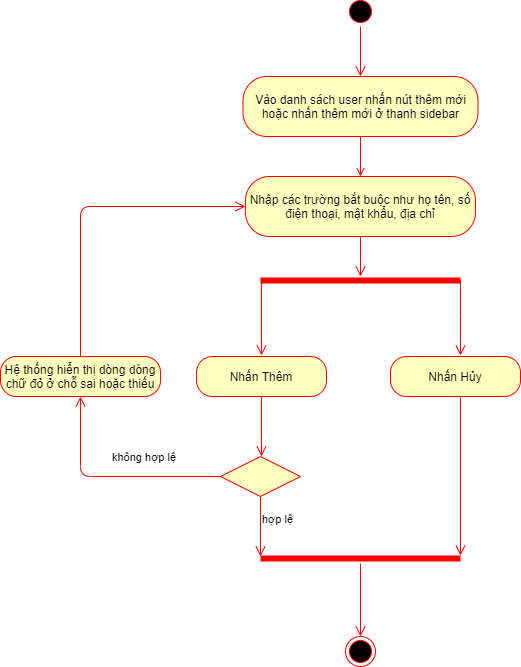 Vào danh sách user nhấn nút thêm mới
hoặc nhấn thêm mới ở thanh sidebar
Nhập các trường bắt buộc như họ tên, số
điện thoại, mật khẩu, địa chỉ
Hệ thống hiển thị dòng dòng
chữ đỏ ở chỗ sai hoặc thiếu
Nhấn Thêm
Nhấn Hủy
không hợp lệ
hợp lệ